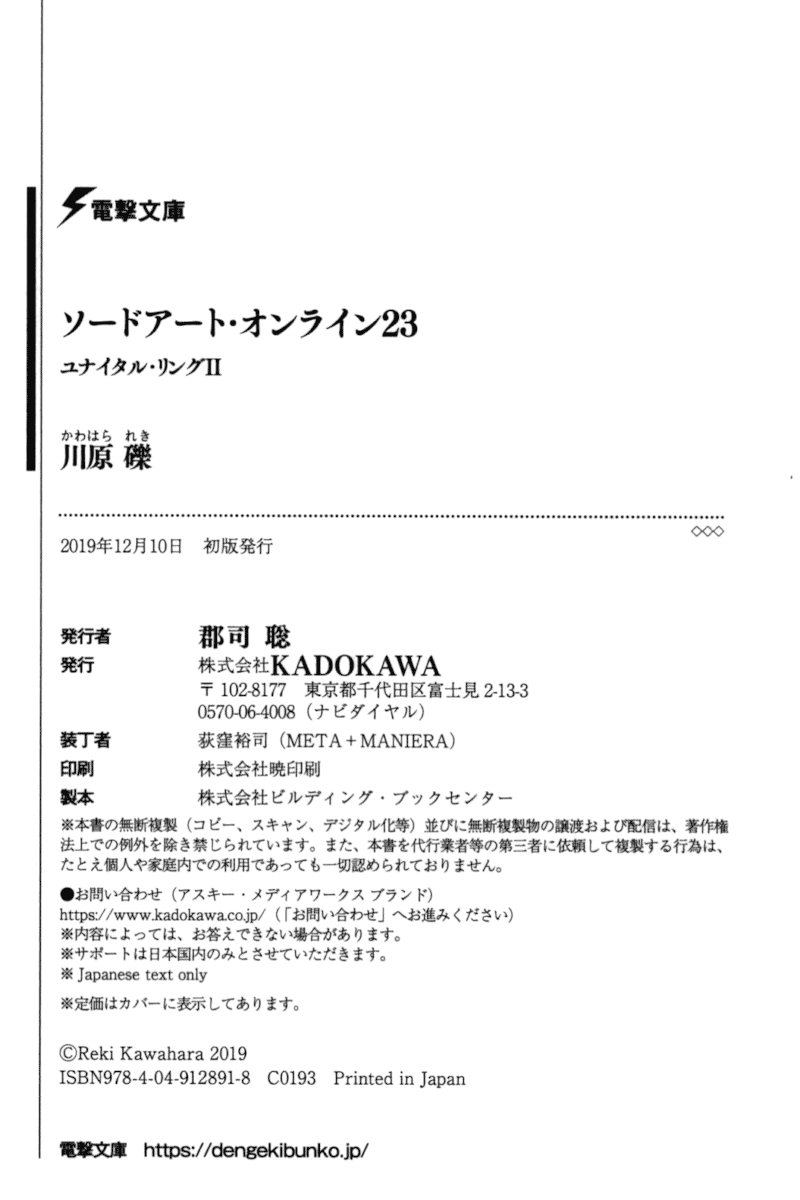 電撃文庫
ソードアート・オンライン23
ユナイタル・リングⅡ
かわはら れき
川原 礫
◇◇◇
2019年12月10日 初版発行
発行者 郡司 聡
発行 株式会社KADOKAWA
〒102-8177 東京都千代田区富士見 2-13-3
0570-06-4008（ナビダイヤル）
装丁者 荻窪裕司（META＋MANIERA）
印刷 株式会社暁印刷
製本 株式会社ビルディング・ブックセンター
※本書の無断複製（コピー、スキャン、デジタル化等）並びに無断複製物の譲渡および配信は、著作権
法上での例外を除き禁じられています。また、本書を代行業者等の第三者に依頼して複製する行為は、
たとえ個人や家庭内での利用であっても一切認められておりません。
●お問い合わせ（アスキー・メディアワークス ブランド）
https://www.kadokawa.co.jp/（「お問い合わせ」へお進みください）
※内容によっては、お答えできない場合があります。
※サポートは日本国内のみとさせていただきます。
※ Japanese text only
※定価はカバーに表示してあります。
©Reki Kawahara 2019
ISBN978-4-04-912891-8 C0193 Printed in Japan
電撃文庫 https://dengekibunko.jp/